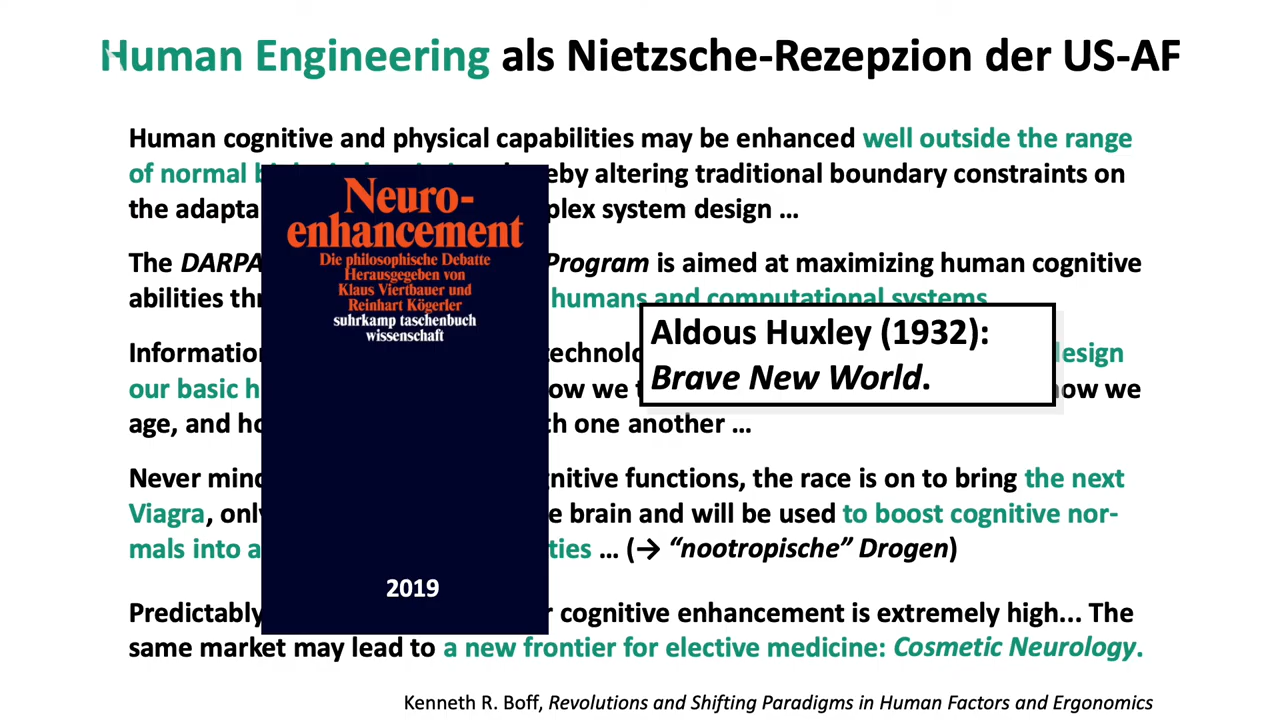 Human Engineering als Nietzsche-Rezepzion der US-AF
Human cognitive and physical capabilities may be enhanced well outside the range
of normal eby altering traditional boundary constraints on
the adapta plex system design …
The DARPA Program is aimed at maximizing human cognitive
abilities humans and computational systems
Information technolo design
our basic ow we ow we
age, and th one another …
Never mind gnitive functions, the race is on to bring the next
Viagra, only e brain and will be used to boost cognitive nor-
mals into a ties … (→ “nootropische” Drogen)
Predictably cognitive enhancement is extremely high... The
same market may lead to a new frontier for elective medicine: Cosmetic Neurology.
Neuro-
enhancement
Die philosophische Debatte
Herausgegeben von
Klaus Viertbauer und
Reinhart Kögerler
suhrkamp taschenbuch
wissenschaft
2019
Aldous Huxley (1932):
Brave New World.
Kenneth R. Boff, Revolutions and Shifting Paradigms in Human Factors and Ergonomics